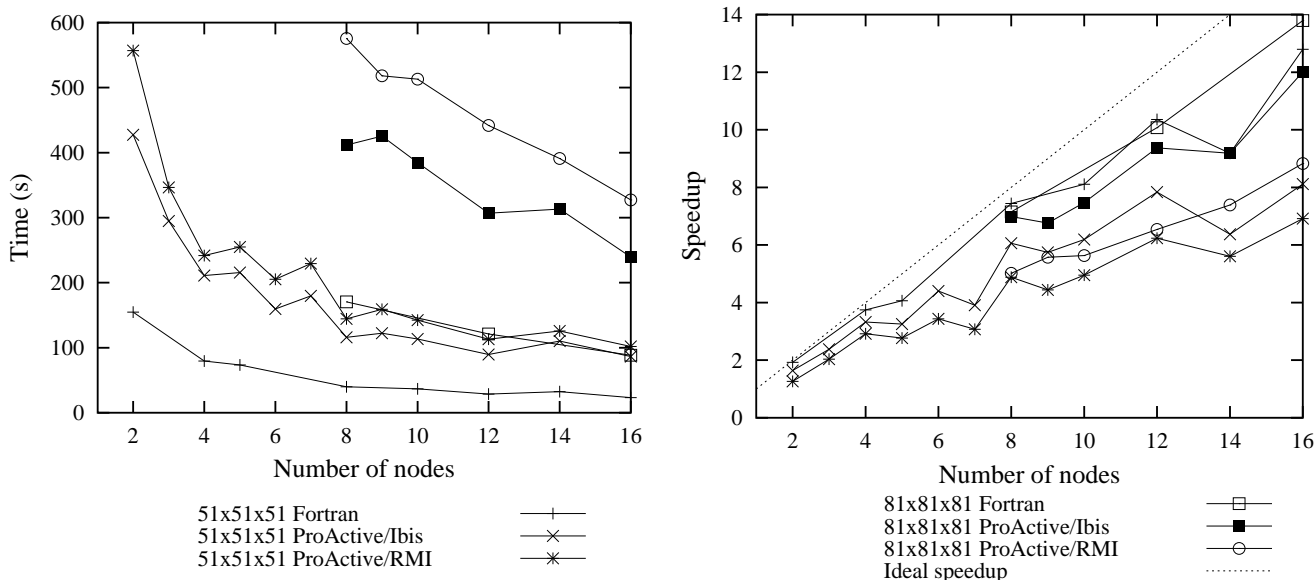 600
500
400
300
200
100
0
Time (s)
2 4 6 8 10 12 14 16
Number of nodes
51x51x51 Fortran
51x51x51 ProActive/Ibis
51x51x51 ProActive/RMI
14
12
10
8
6
4
2
0
Speedup
2 4 6 8 10 12 14 16
Number of nodes
81x81x81 Fortran
81x81x81 ProActive/Ibis
81x81x81 ProActive/RMI
Ideal speedup